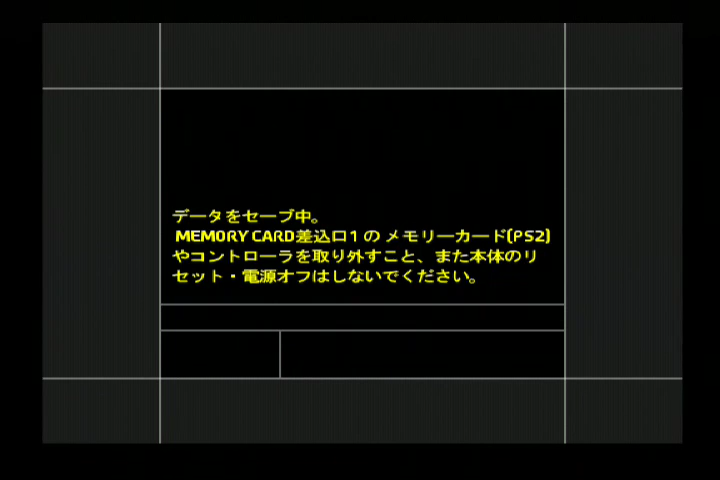 データをセーブ中。
MEMORY CARD差込口1 の メモリーカード(PS2)
やコントローラを取り外すこと、また本体のリ
セット・電源オフはしないでください。